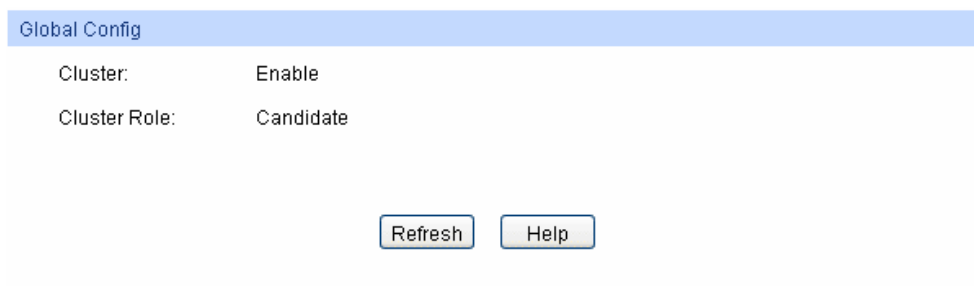 Global Config
Cluster: Enable
Cluster Role: Candidate
Refresh Help